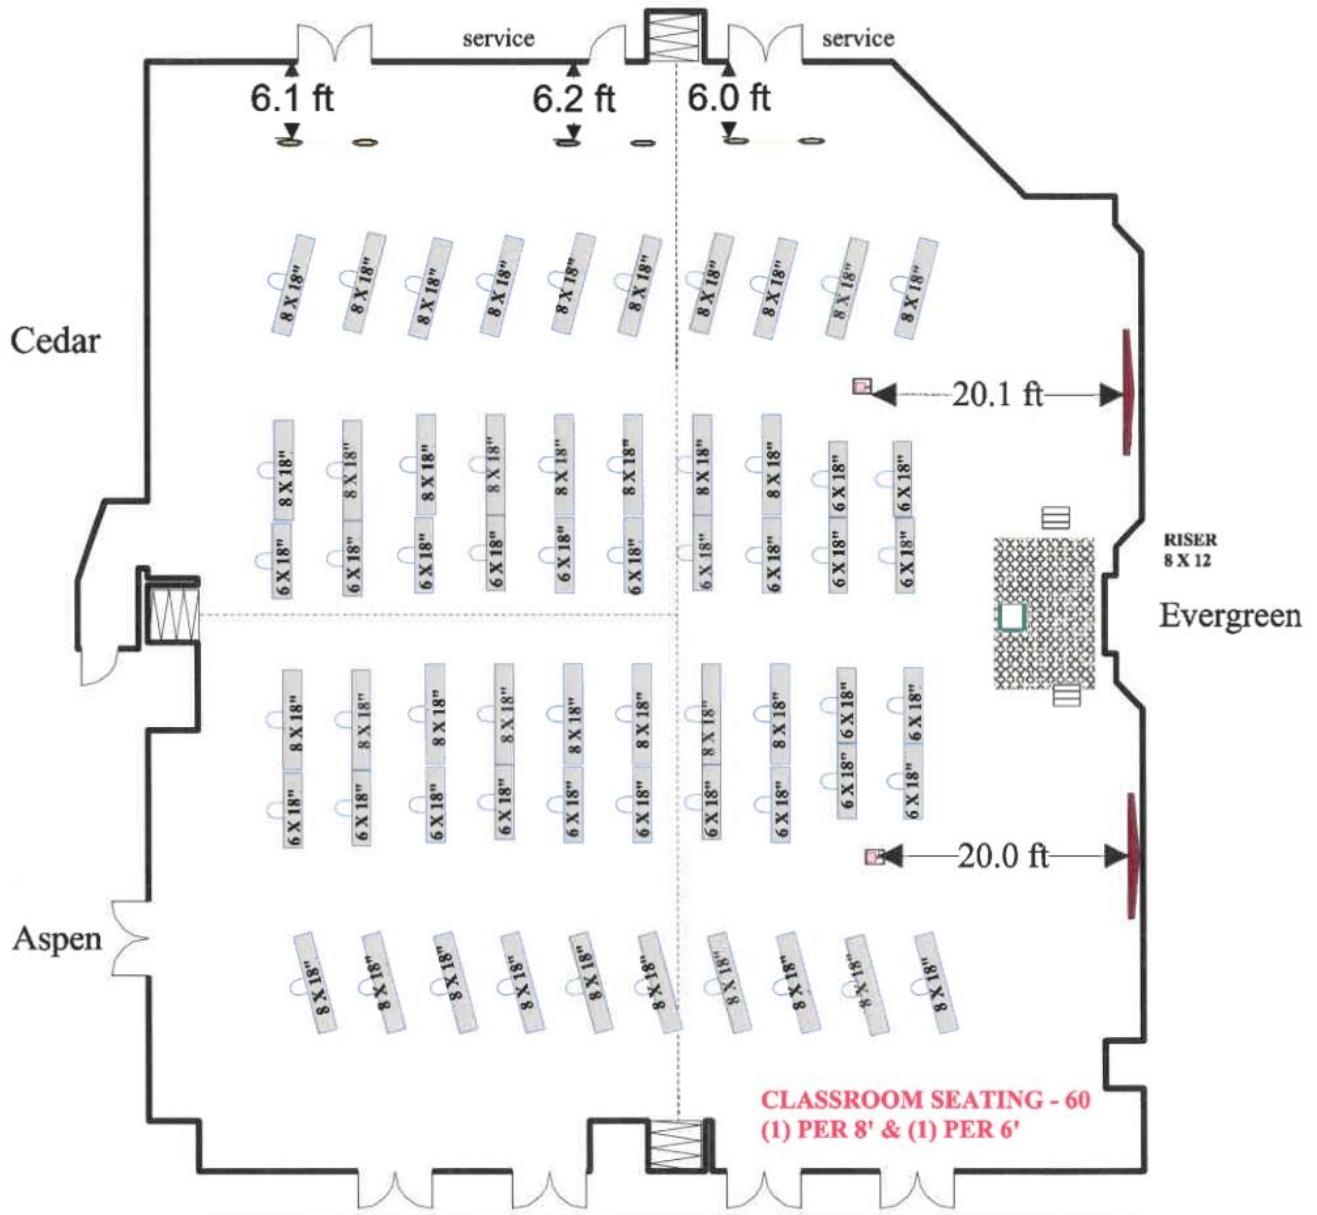 service
service
6.1 ft
6.2 ft
6.0 ft
8 X 18" 8 X 18" 8 X 18" 8 X 18" 8 X 18" 8 X 18" 8 X 18" 8 X 18" 8 X 18" 8 X 18"
Cedar
20.1 ft
8 X 18" 8 X 18" 8 X 18" 8 X 18" 8 X 18" 8 X 18" 8 X 18" 8 X 18" 6 X 18" 6 X 18"
6 X 18" 6 X 18" 6 X 18" 6 X 18" 6 X 18" 6 X 18" 6 X 18" 6 X 18" 6 X 18" 6 X 18"
RISER
8 X 12
Evergreen
8 X 18" 8 X 18" 8 X 18" 8 X 18" 8 X 18" 8 X 18" 8 X 18" 8 X 18" 6 X 18" 6 X 18"
6 X 18" 6 X 18" 6 X 18" 6 X 18" 6 X 18" 6 X 18" 6 X 18" 6 X 18" 6 X 18" 6 X 18"
20.0 ft
Aspen
8 X 18" 8 X 18" 8 X 18" 8 X 18" 8 X 18" 8 X 18" 8 X 18" 8 X 18" 8 X 18" 8 X 18"
CLASSROOM SEATING - 60
(1) PER 8' & (1) PER 6'